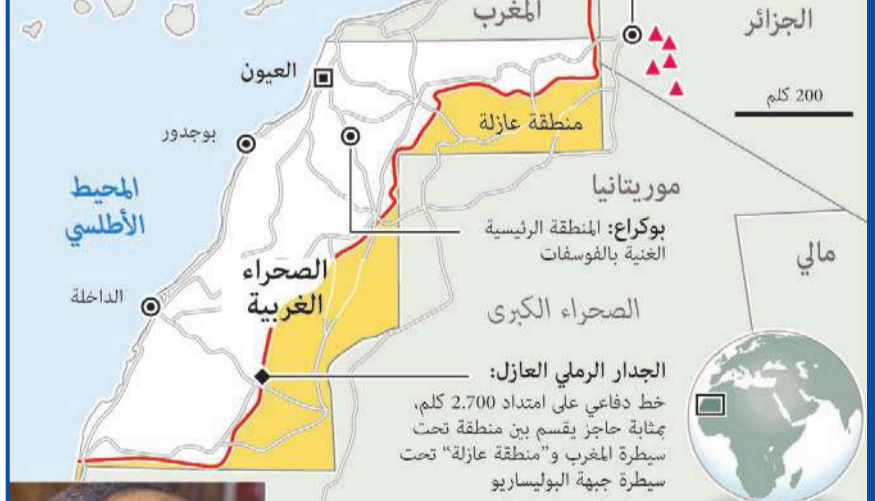 المغرب
الجزائر
العيون
200 كلم
منطقة عازلة
بوجدور
موريتانيا
المحيط
الأطلسي
بوكراع: المنطقة الرئيسية
الغنية بالفوسفات
مالي
الصحراء
الغربية
الداخلة
الصحراء الكبرى
الجدار الرملي العازل:
خط دفاعي على امتداد 2.700 كلم،
بمثابة حاجز يقسم بين منطقة تحت
سيطرة المغرب و"منطقة عازلة" تحت
سيطرة جبهة البوليساريو